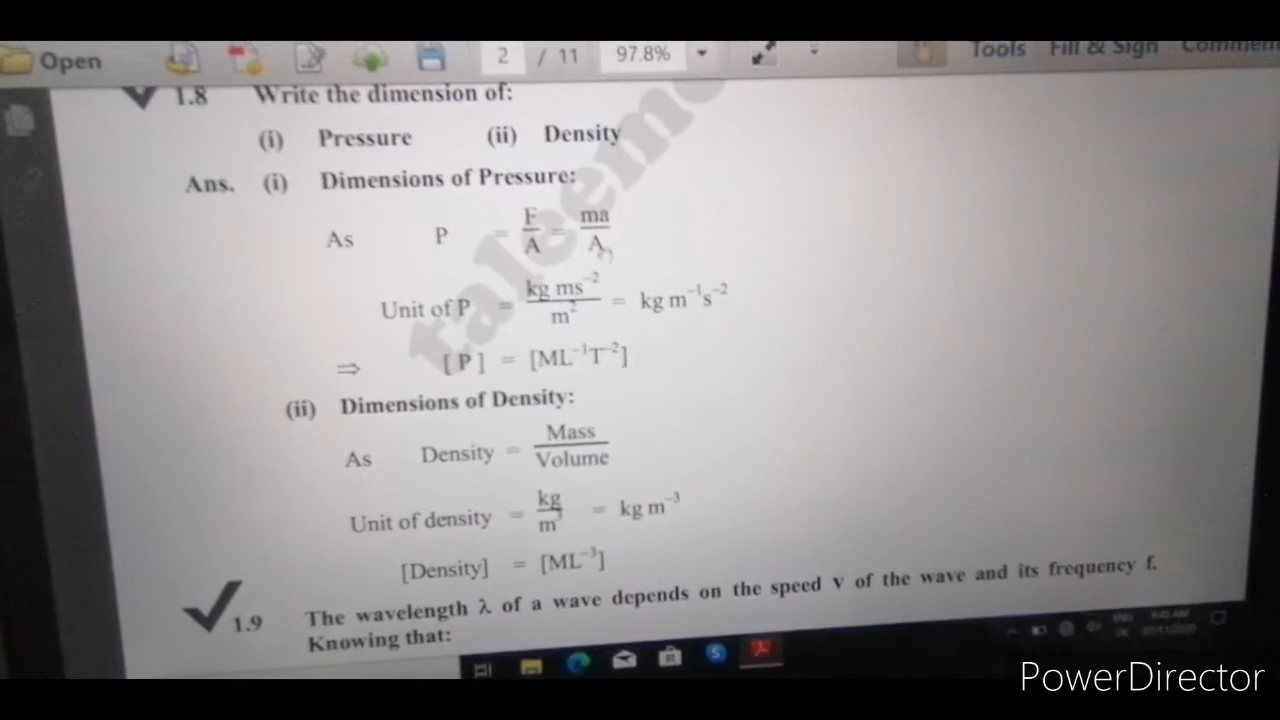 Open 2 / 11 97.8% Tools Fill & Sign Commen
1.8 Write the dimension of:
(i) Pressure (ii) Density
Ans. (i) Dimensions of Pressure:
As P = F/A = ma/A
Unit of P = kg ms⁻²/m² = kg m⁻¹s⁻²
⇒ [ P ] = [ML⁻¹T⁻²]
(ii) Dimensions of Density:
As Density = Mass/Volume
Unit of density = kg/m³ = kg m⁻³
[Density] = [ML⁻³]
1.9 The wavelength λ of a wave depends on the speed v of the wave and its frequency f.
Knowing that:
taleemc
PowerDirector